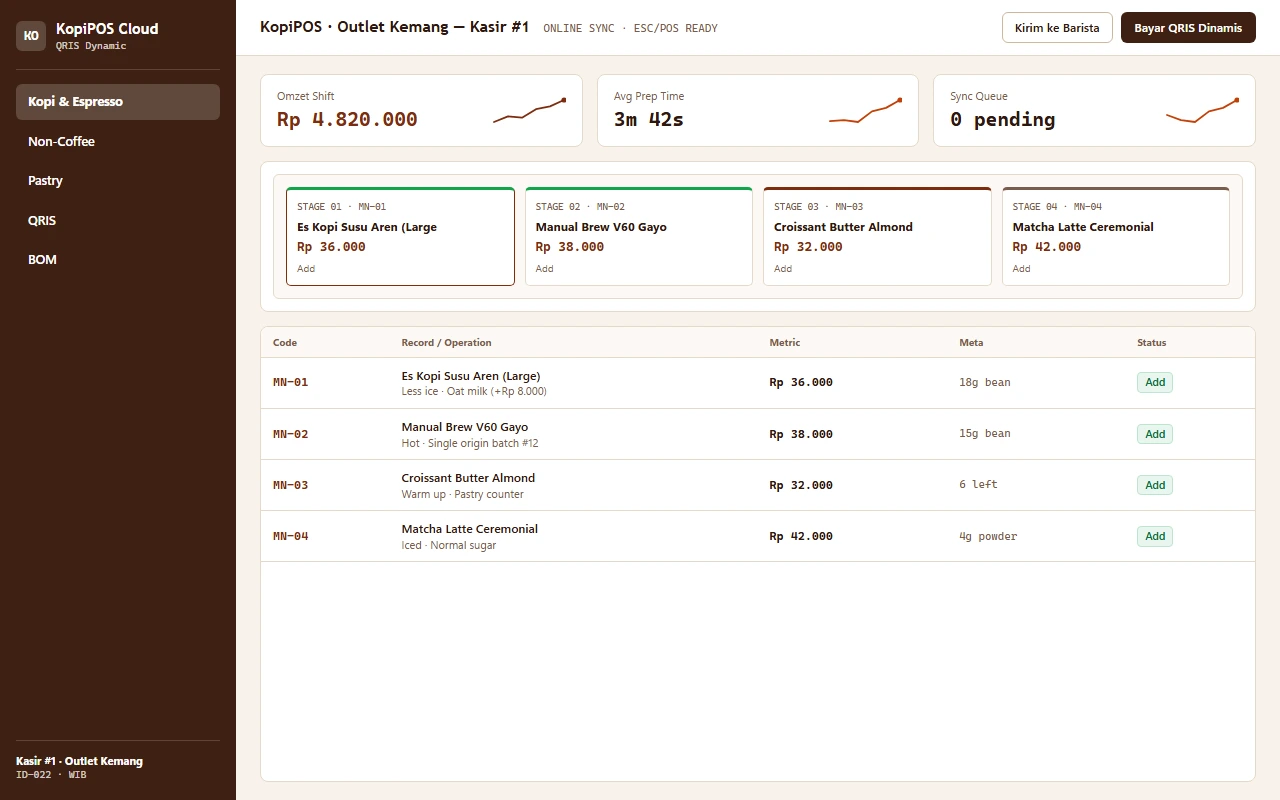 KO
KopiPOS Cloud
QRIS Dynamic
Kopi & Espresso
Non-Coffee
Pastry
QRIS
BOM
Kasir #1 · Outlet Kemang
ID-022 · WIB
KopiPOS · Outlet Kemang — Kasir #1
ONLINE SYNC · ESC/POS READY
Kirim ke Barista
Bayar QRIS Dinamis
Omzet Shift
Rp 4.820.000
Avg Prep Time
3m 42s
Sync Queue
0 pending
STAGE 01 · MN-01
Es Kopi Susu Aren (Large
Rp 36.000
Add
STAGE 02 · MN-02
Manual Brew V60 Gayo
Rp 38.000
Add
STAGE 03 · MN-03
Croissant Butter Almond
Rp 32.000
Add
STAGE 04 · MN-04
Matcha Latte Ceremonial
Rp 42.000
Add
Code Record / Operation Metric Meta Status
MN-01 Es Kopi Susu Aren (Large) Rp 36.000 18g bean Add
Less ice · Oat milk (+Rp 8.000)
MN-02 Manual Brew V60 Gayo Rp 38.000 15g bean Add
Hot · Single origin batch #12
MN-03 Croissant Butter Almond Rp 32.000 6 left Add
Warm up · Pastry counter
MN-04 Matcha Latte Ceremonial Rp 42.000 4g powder Add
Iced · Normal sugar